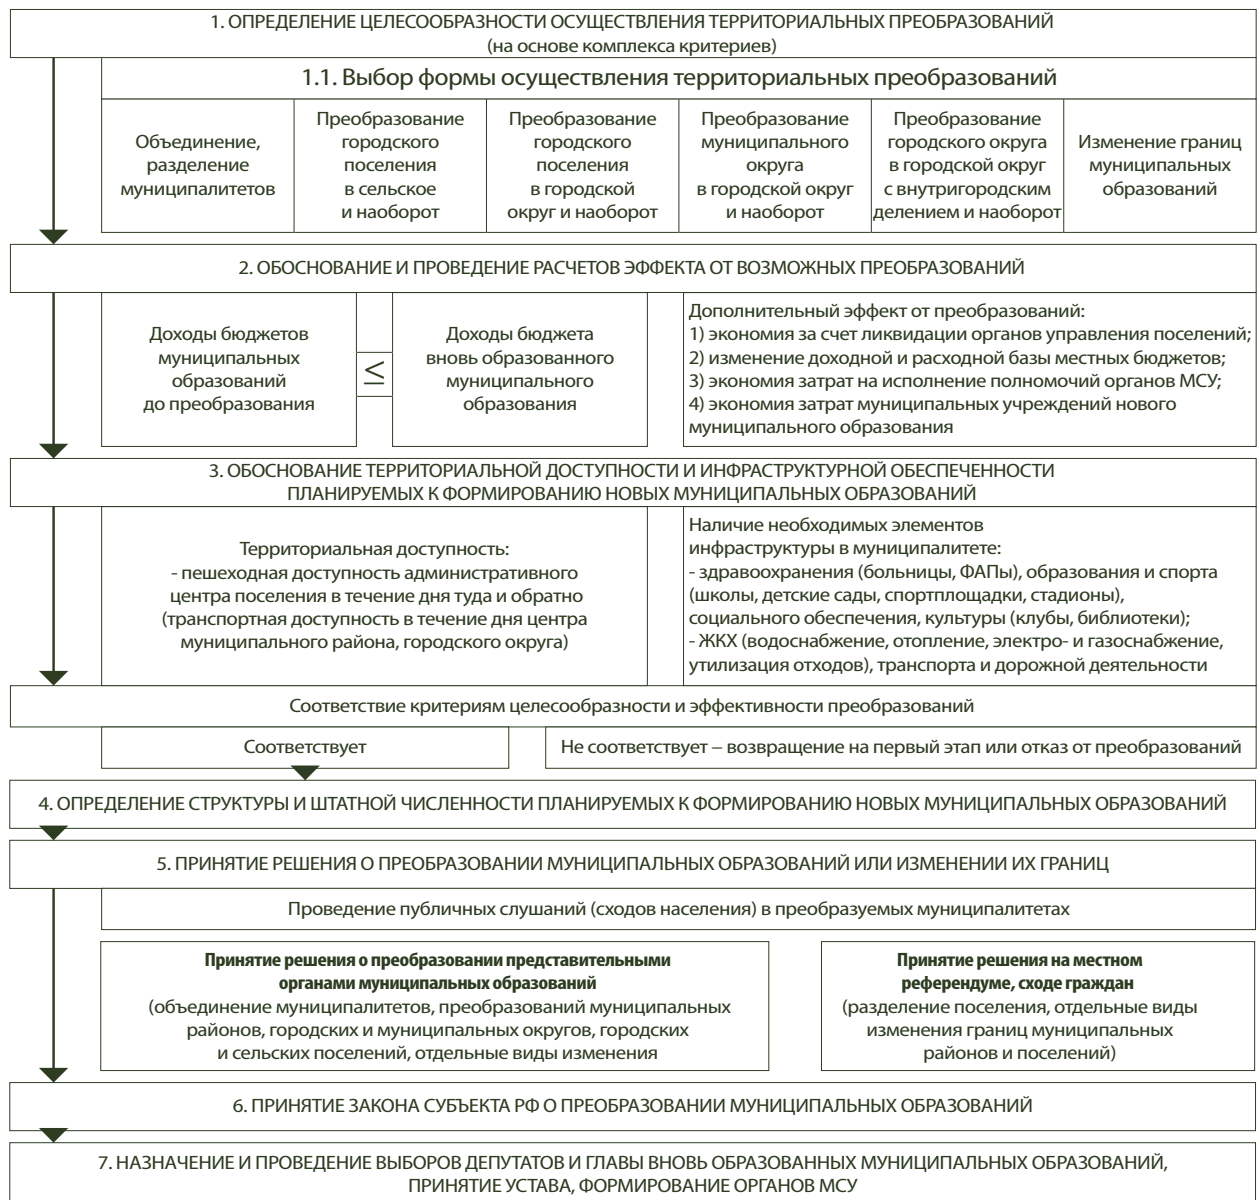 1. ОПРЕДЕЛЕНИЕ ЦЕЛЕСООБРАЗНОСТИ ОСУЩЕСТВЛЕНИЯ ТЕРРИТОРИАЛЬНЫХ ПРЕОБРАЗОВАНИЙ
(на основе комплекса критериев)
1.1. Выбор формы осуществления территориальных преобразований
Объединение,
разделение
муниципалитетов
Преобразование
городского
поселения
в сельское
и наоборот
Преобразование
городского
поселения
в городской
округ и наоборот
Преобразование
муниципального
округа
в городской округ
и наоборот
Преобразование
городского округа
в городской округ
с внутригородским
делением и наоборот
Изменение границ
муниципальных
образований
2. ОБОСНОВАНИЕ И ПРОВЕДЕНИЕ РАСЧЕТОВ ЭФФЕКТА ОТ ВОЗМОЖНЫХ ПРЕОБРАЗОВАНИЙ
Доходы бюджетов
муниципальных
образований
до преобразования
≤
Доходы бюджета
вновь образованного
муниципального
образования
Дополнительный эффект от преобразований:
1) экономия за счет ликвидации органов управления поселений;
2) изменение доходной и расходной базы местных бюджетов;
3) экономия затрат на исполнение полномочий органов МСУ;
4) экономия затрат муниципальных учреждений нового
муниципального образования
3. ОБОСНОВАНИЕ ТЕРРИТОРИАЛЬНОЙ ДОСТУПНОСТИ И ИНФРАСТРУКТУРНОЙ ОБЕСПЕЧЕННОСТИ
ПЛАНИРУЕМЫХ К ФОРМИРОВАНИЮ НОВЫХ МУНИЦИПАЛЬНЫХ ОБРАЗОВАНИЙ
Территориальная доступность:
- пешеходная доступность административного
центра поселения в течение дня туда и обратно
(транспортная доступность в течение дня центра
муниципального района, городского округа)
Наличие необходимых элементов
инфраструктуры в муниципалитете:
- здравоохранения (больницы, ФАПы), образования и спорта
(школы, детские сады, спортплощадки, стадионы),
социального обеспечения, культуры (клубы, библиотеки);
- ЖКХ (водоснабжение, отопление, электро- и газоснабжение,
утилизация отходов), транспорта и дорожной деятельности
Соответствие критериям целесообразности и эффективности преобразований
Соответствует
Не соответствует – возвращение на первый этап или отказ от преобразований
4. ОПРЕДЕЛЕНИЕ СТРУКТУРЫ И ШТАТНОЙ ЧИСЛЕННОСТИ ПЛАНИРУЕМЫХ К ФОРМИРОВАНИЮ НОВЫХ МУНИЦИПАЛЬНЫХ ОБРАЗОВАНИЙ
5. ПРИНЯТИЕ РЕШЕНИЯ О ПРЕОБРАЗОВАНИИ МУНИЦИПАЛЬНЫХ ОБРАЗОВАНИЙ ИЛИ ИЗМЕНЕНИИ ИХ ГРАНИЦ
Проведение публичных слушаний (сходов населения) в преобразуемых муниципалитетах
Принятие решения о преобразовании представительными
органами муниципальных образований
(объединение муниципалитетов, преобразований муниципальных
районов, городских и муниципальных округов, городских
и сельских поселений, отдельные виды изменения
Принятие решения на местном
референдуме, сходе граждан
(разделение поселения, отдельные виды
изменения границ муниципальных
районов и поселений)
6. ПРИНЯТИЕ ЗАКОНА СУБЪЕКТА РФ О ПРЕОБРАЗОВАНИИ МУНИЦИПАЛЬНЫХ ОБРАЗОВАНИЙ
7. НАЗНАЧЕНИЕ И ПРОВЕДЕНИЕ ВЫБОРОВ ДЕПУТАТОВ И ГЛАВЫ ВНОВЬ ОБРАЗОВАННЫХ МУНИЦИПАЛЬНЫХ ОБРАЗОВАНИЙ,
ПРИНЯТИЕ УСТАВА, ФОРМИРОВАНИЕ ОРГАНОВ МСУ